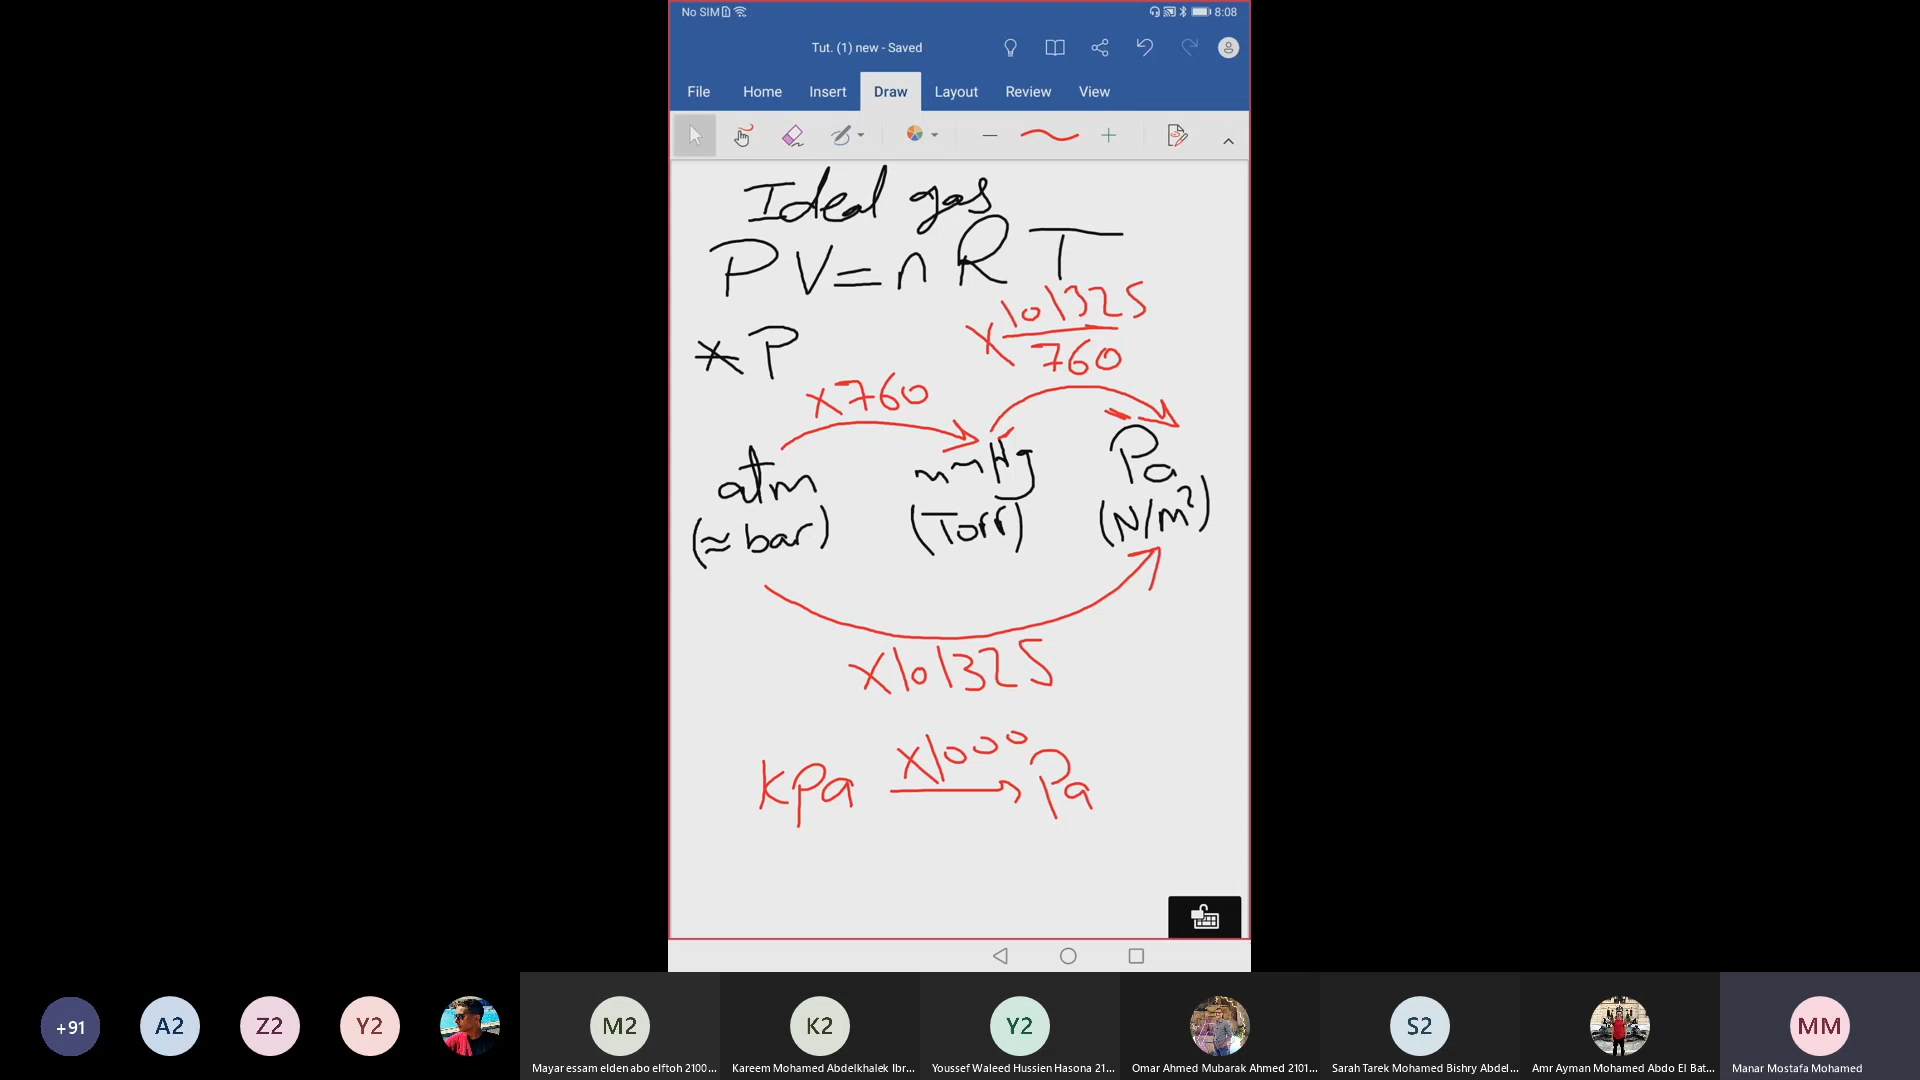 No SIM
8:08
Tut. (1) new - Saved
File Home Insert Draw Layout Review View
Ideal gas
PV=nRT
*P
x101325
760
x760
atm mmHg Pa
(≈bar) (Torr) (N/m²)
x101325
x1000
KPa Pa
+91 A2 Z2 Y2 M2 K2 Y2 S2 MM
Mayar essam elden abo elftoh 2100...
Kareem Mohamed Abdelkhalek Ibr...
Youssef Waleed Hussien Hasona 21...
Omar Ahmed Mubarak Ahmed 2101...
Sarah Tarek Mohamed Bishry Abdel...
Amr Ayman Mohamed Abdo El Bat...
Manar Mostafa Mohamed